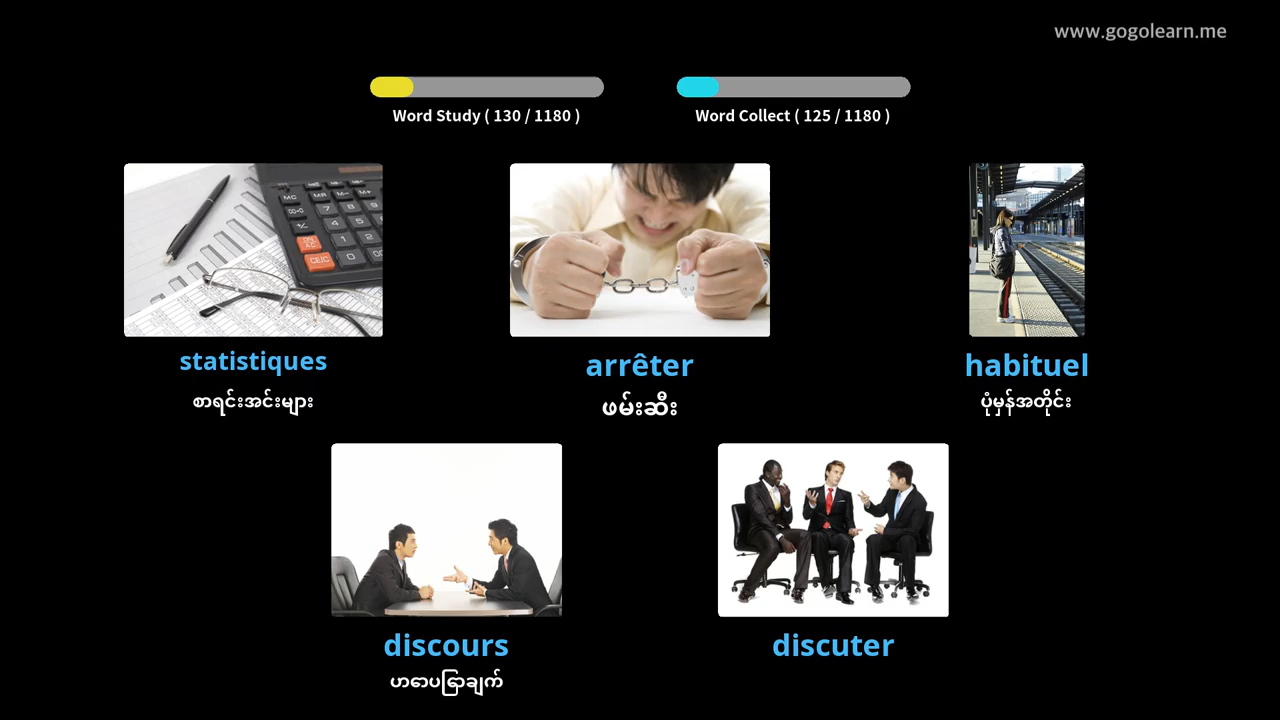 www.gogolearn.me
Word Study ( 130 / 1180 )
Word Collect ( 125 / 1180 )
statistiques
စာရင်းအင်းများ
arrêter
ဖမ်းဆီး
habituel
ပုံမှန်အတိုင်း
discours
ဟောပြောချက်
discuter